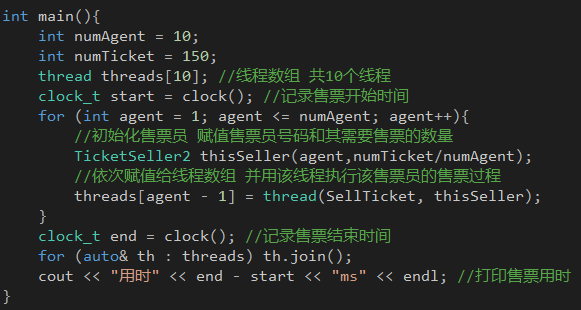 int main(){
    int numAgent = 10;
    int numTicket = 150;
    thread threads[10]; //线程数组 共10个线程
    clock_t start = clock(); //记录售票开始时间
    for (int agent = 1; agent <= numAgent; agent++){
        //初始化售票员 赋值售票员号码和其需要售票的数量
        TicketSeller2 thisSeller(agent,numTicket/numAgent);
        //依次赋值给线程数组 并用该线程执行该售票员的售票过程
        threads[agent - 1] = thread(SellTicket, thisSeller);
    }
    clock_t end = clock(); //记录售票结束时间
    for (auto& th : threads) th.join();
    cout << "用时" << end - start << "ms" << endl; //打印售票用时
}